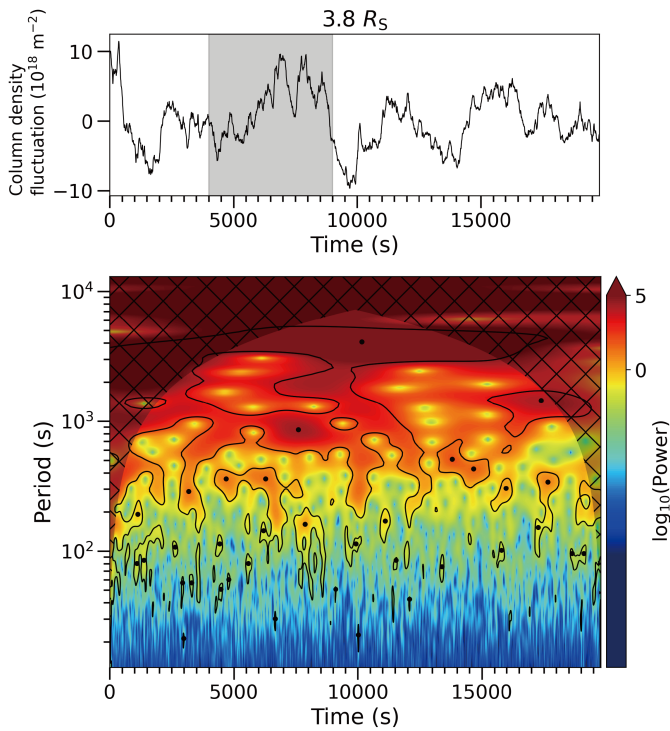 3.8 R_S
Column density
fluctuation (10^18 m^−2)
10
0
−10
0 5000 10000 15000
Time (s)
Period (s)
10^4
10^3
10^2
0 5000 10000 15000
Time (s)
5
0
log_10(Power)